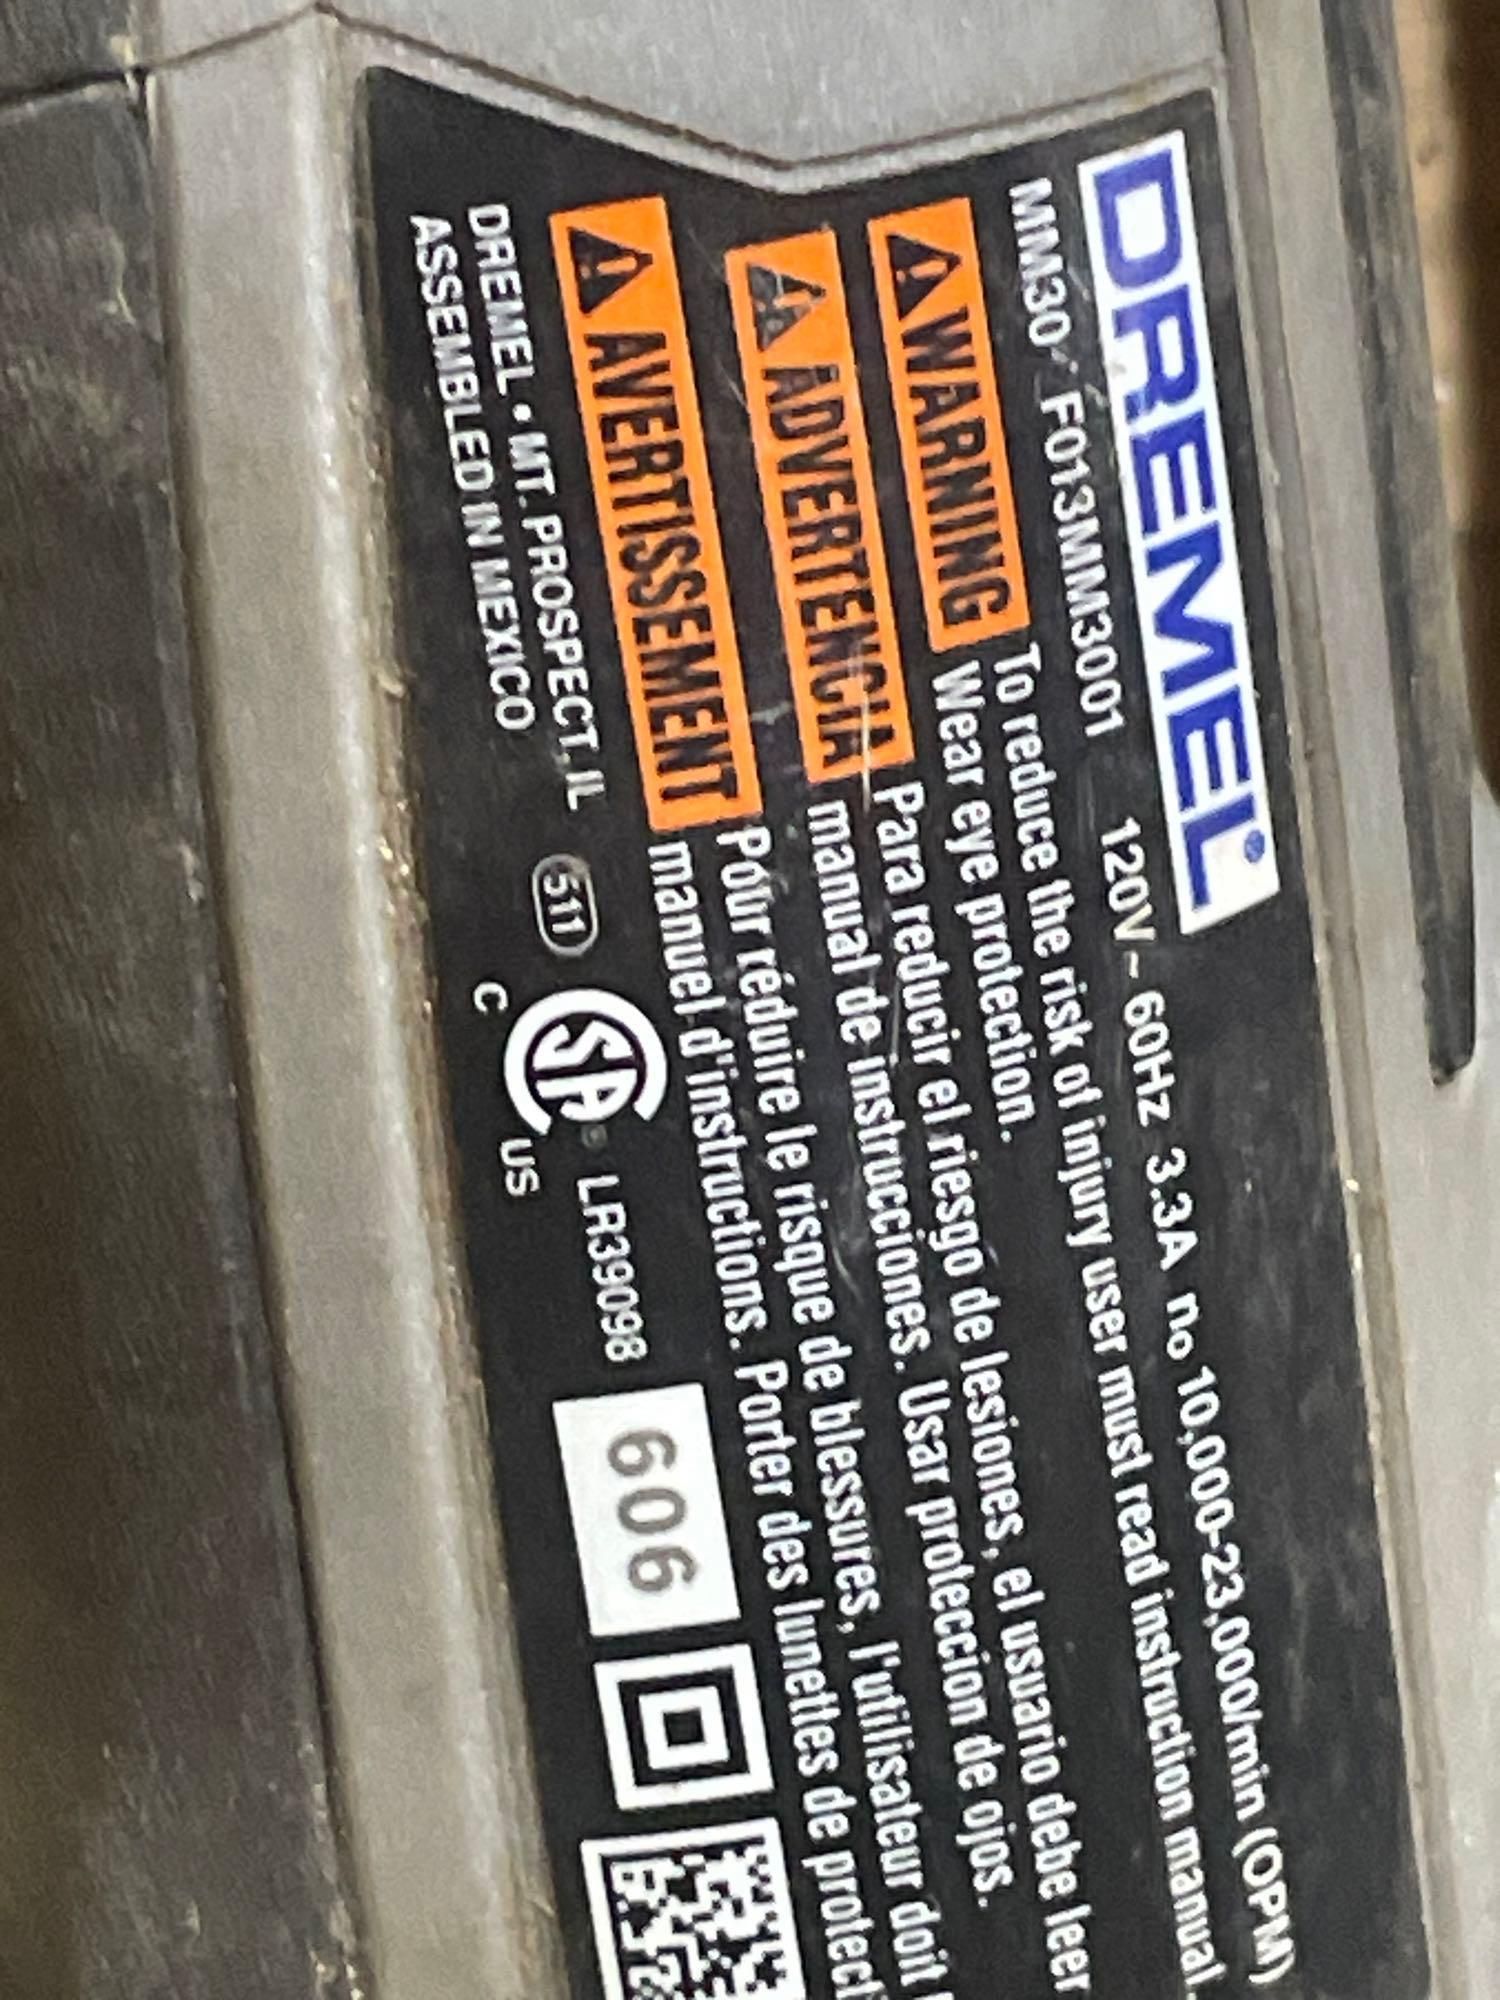 DREMEL®
MM30 F013MM3001 120V~ 60Hz 3.3A no 10,000-23,000/min (OPM)
WARNING To reduce the risk of injury user must read instruction manual.
Wear eye protection.
ADVERTENCIA Para reducir el riesgo de lesiones, el usuario debe leer
manual de instrucciones. Usar proteccion de ojos.
AVERTISSEMENT Pour réduire le risque de blessures, l'utilisateur doit
manuel d'instructions. Porter des lunettes de protect
DREMEL • MT. PROSPECT, IL 511 C SA® US LR39098 606
ASSEMBLED IN MEXICO